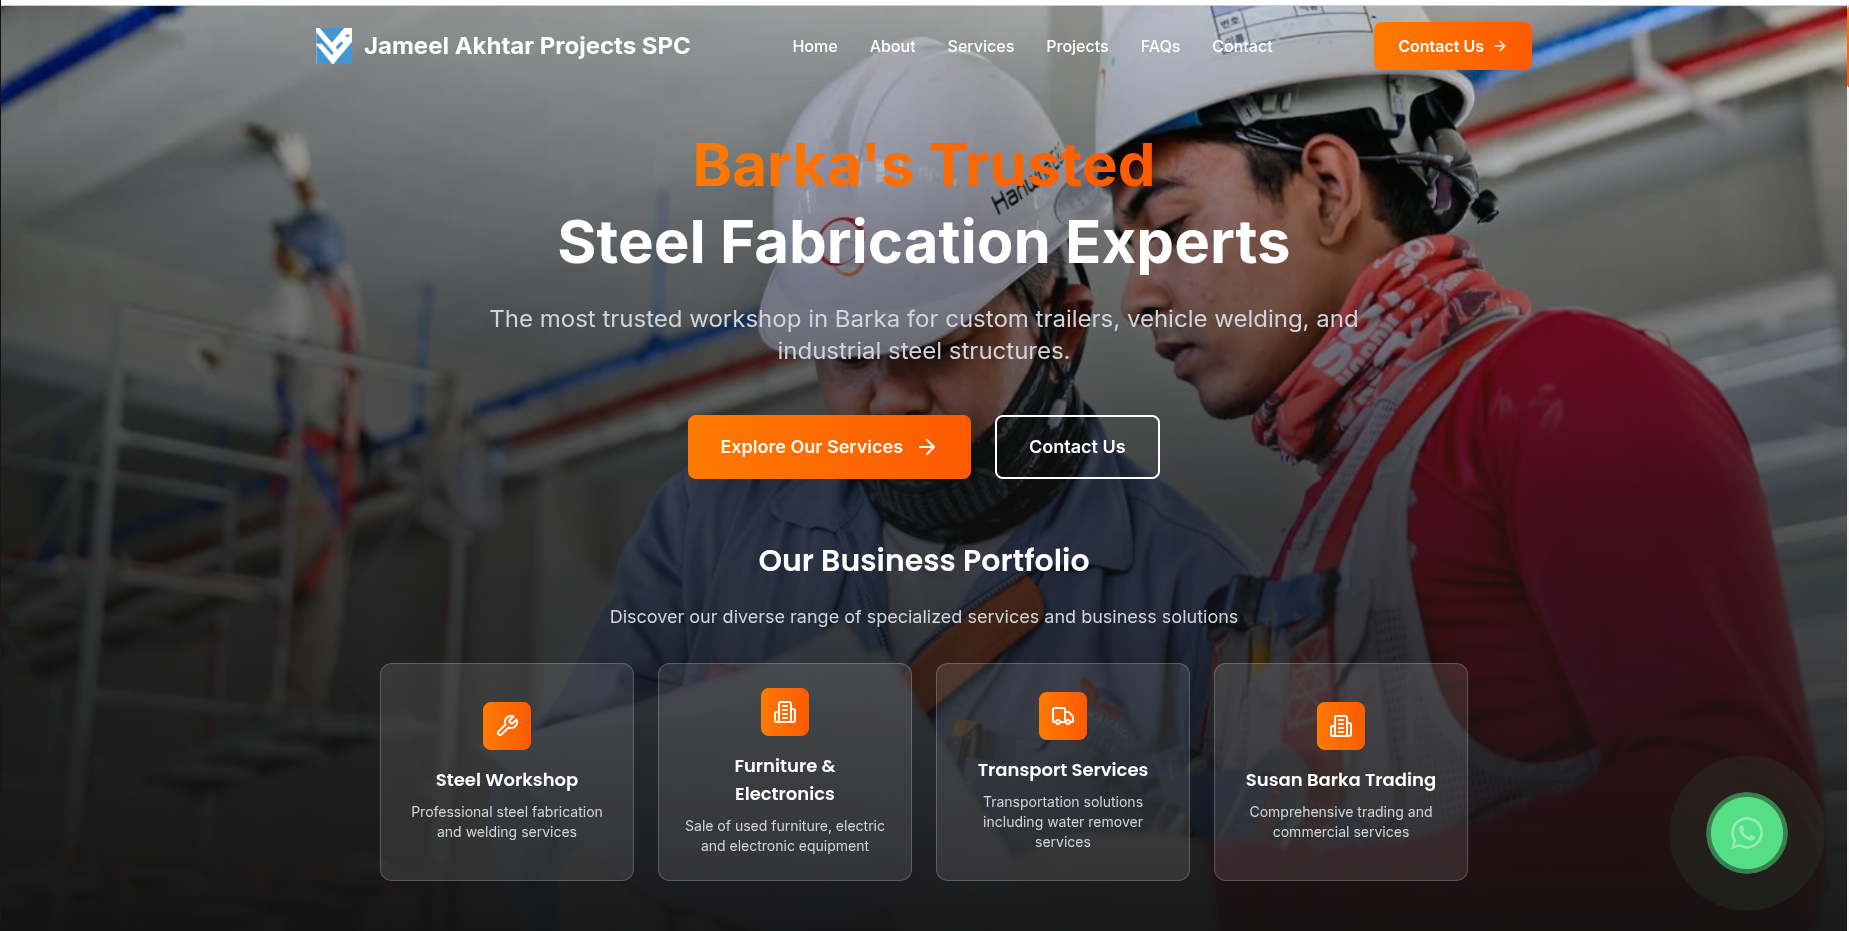 Jameel Akhtar Projects SPC
Home
About
Services
Projects
FAQs
Contact
Contact Us
Barka's Trusted
Steel Fabrication Experts
The most trusted workshop in Barka for custom trailers, vehicle welding, and
industrial steel structures.
Explore Our Services
Contact Us
Our Business Portfolio
Discover our diverse range of specialized services and business solutions
Steel Workshop
Professional steel fabrication
and welding services
Furniture &
Electronics
Sale of used furniture, electric
and electronic equipment
Transport Services
Transportation solutions
including water remover
services
Susan Barka Trading
Comprehensive trading and
commercial services